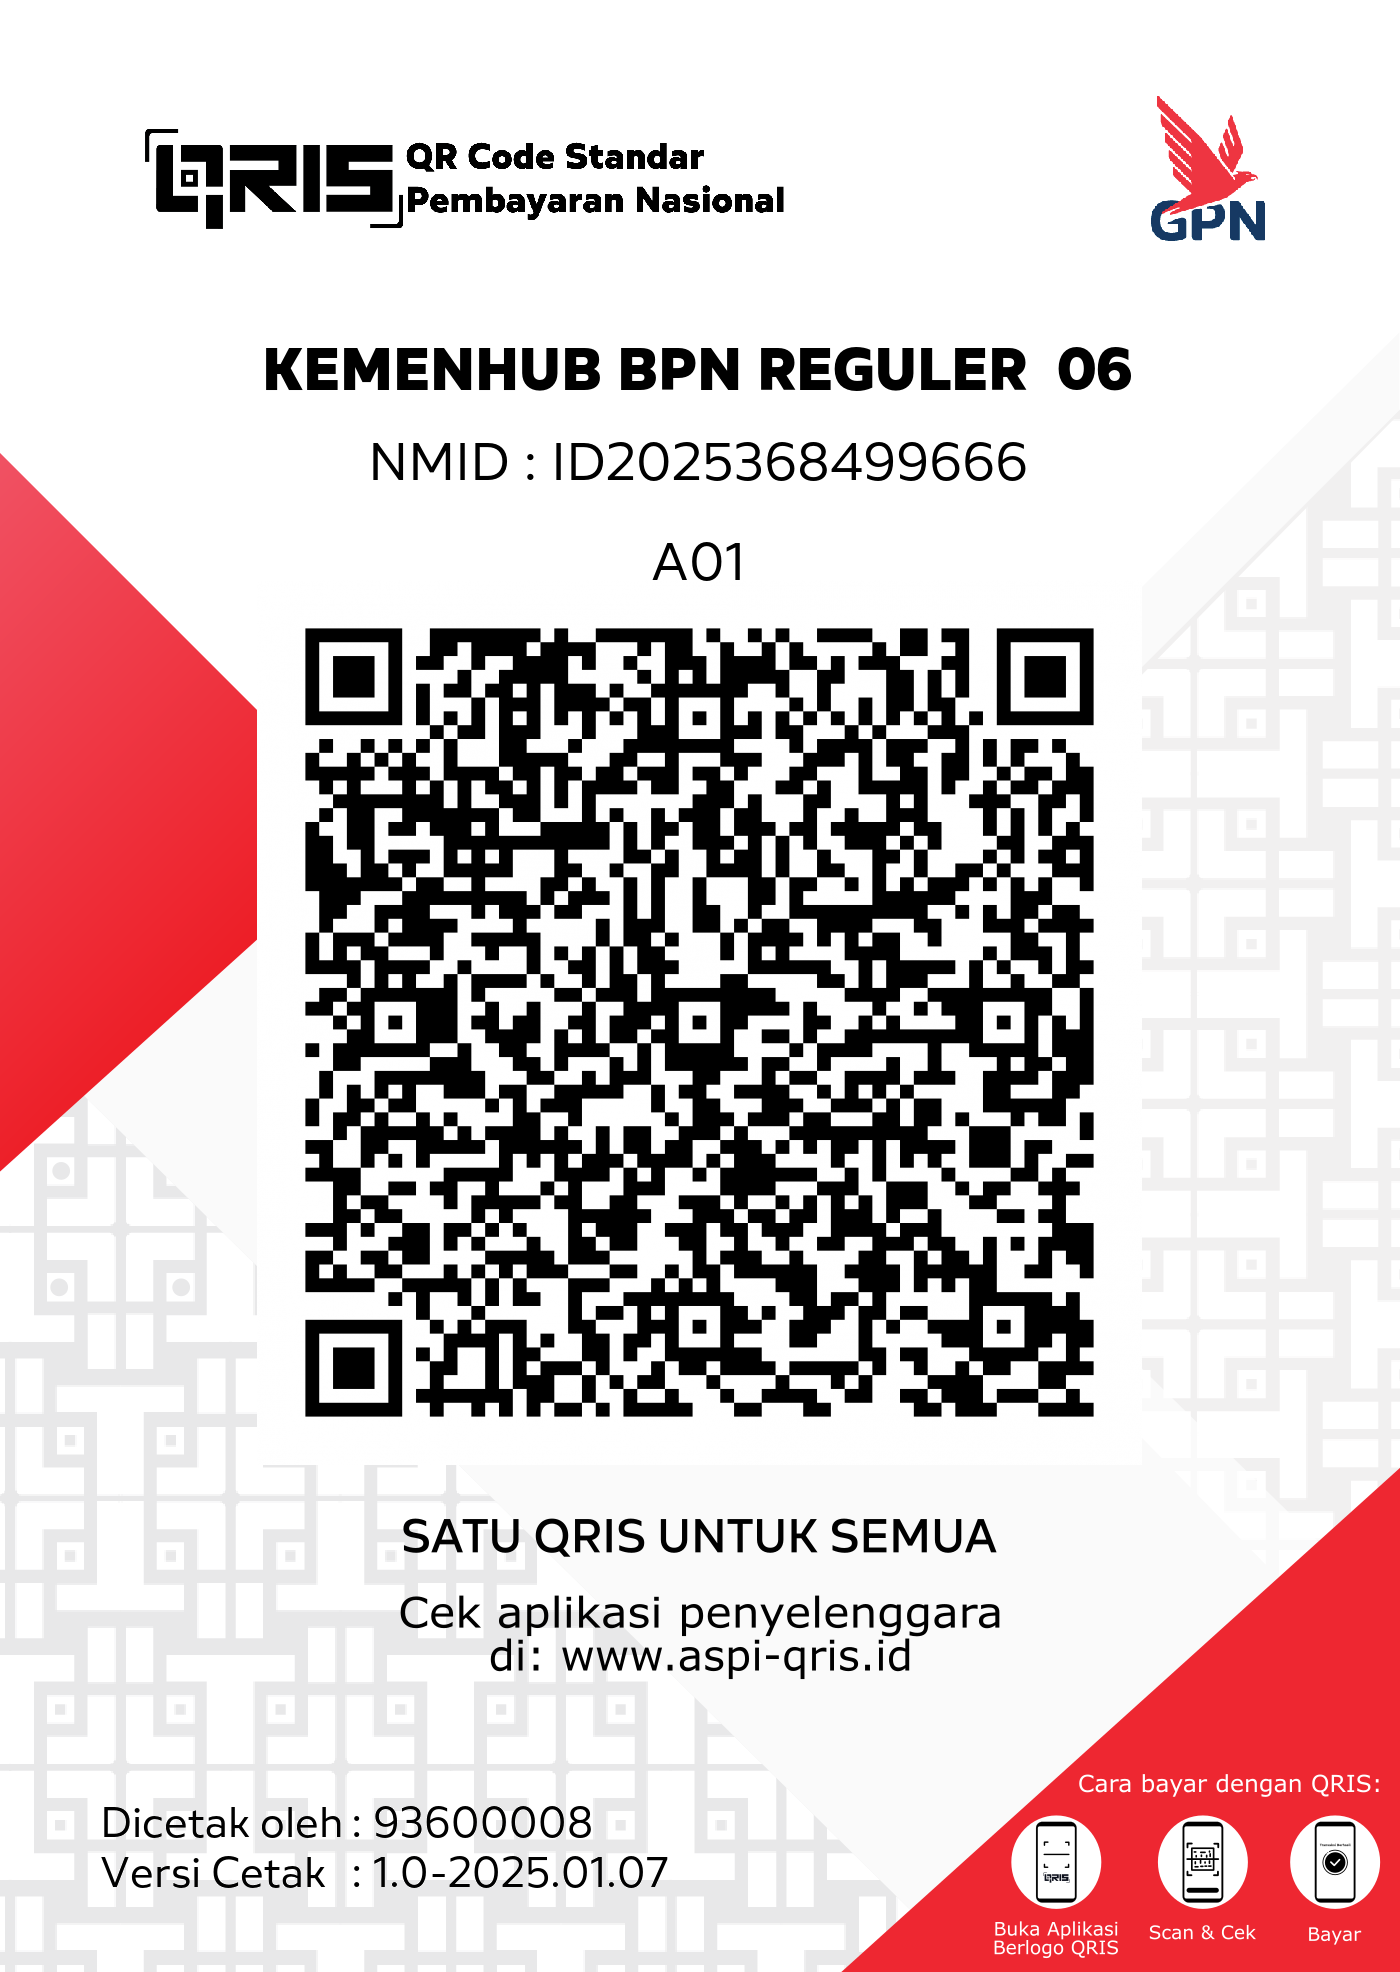 QRIS QR Code Standar
Pembayaran Nasional
GPN
KEMENHUB BPN REGULER  06
NMID : ID2025368499666
A01
SATU QRIS UNTUK SEMUA
Cek aplikasi penyelenggara
di: www.aspi-qris.id
Dicetak oleh : 93600008
Versi Cetak : 1.0-2025.01.07
Cara bayar dengan QRIS:
QRIS
Buka Aplikasi
Berlogo QRIS
Scan & Cek
Bayar